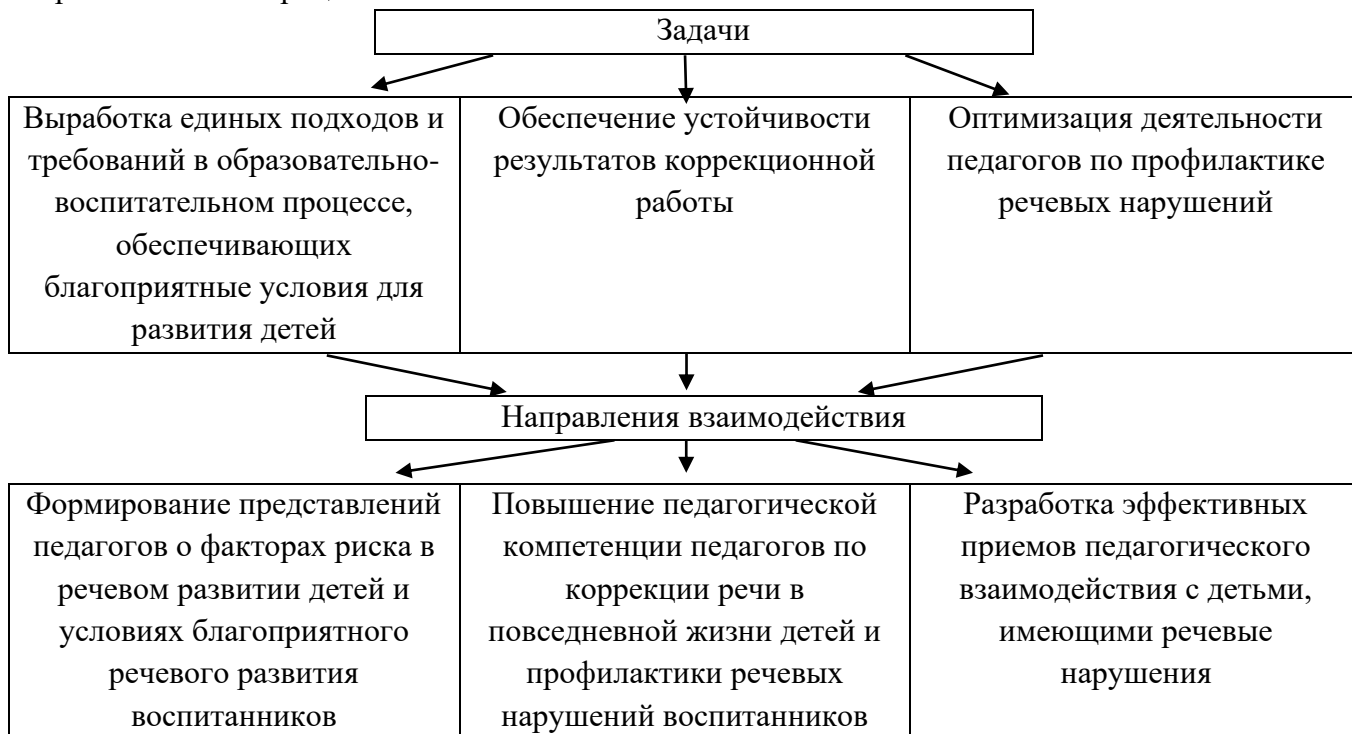 Задачи
Выработка единых подходов и
требований в образовательно-
воспитательном процессе,
обеспечивающих
благоприятные условия для
развития детей
Обеспечение устойчивости
результатов коррекционной
работы
Оптимизация деятельности
педагогов по профилактике
речевых нарушений
Направления взаимодействия
Формирование представлений
педагогов о факторах риска в
речевом развитии детей и
условиях благоприятного
речевого развития
воспитанников
Повышение педагогической
компетенции педагогов по
коррекции речи в
повседневной жизни детей и
профилактики речевых
нарушений воспитанников
Разработка эффективных
приемов педагогического
взаимодействия с детьми,
имеющими речевые
нарушения